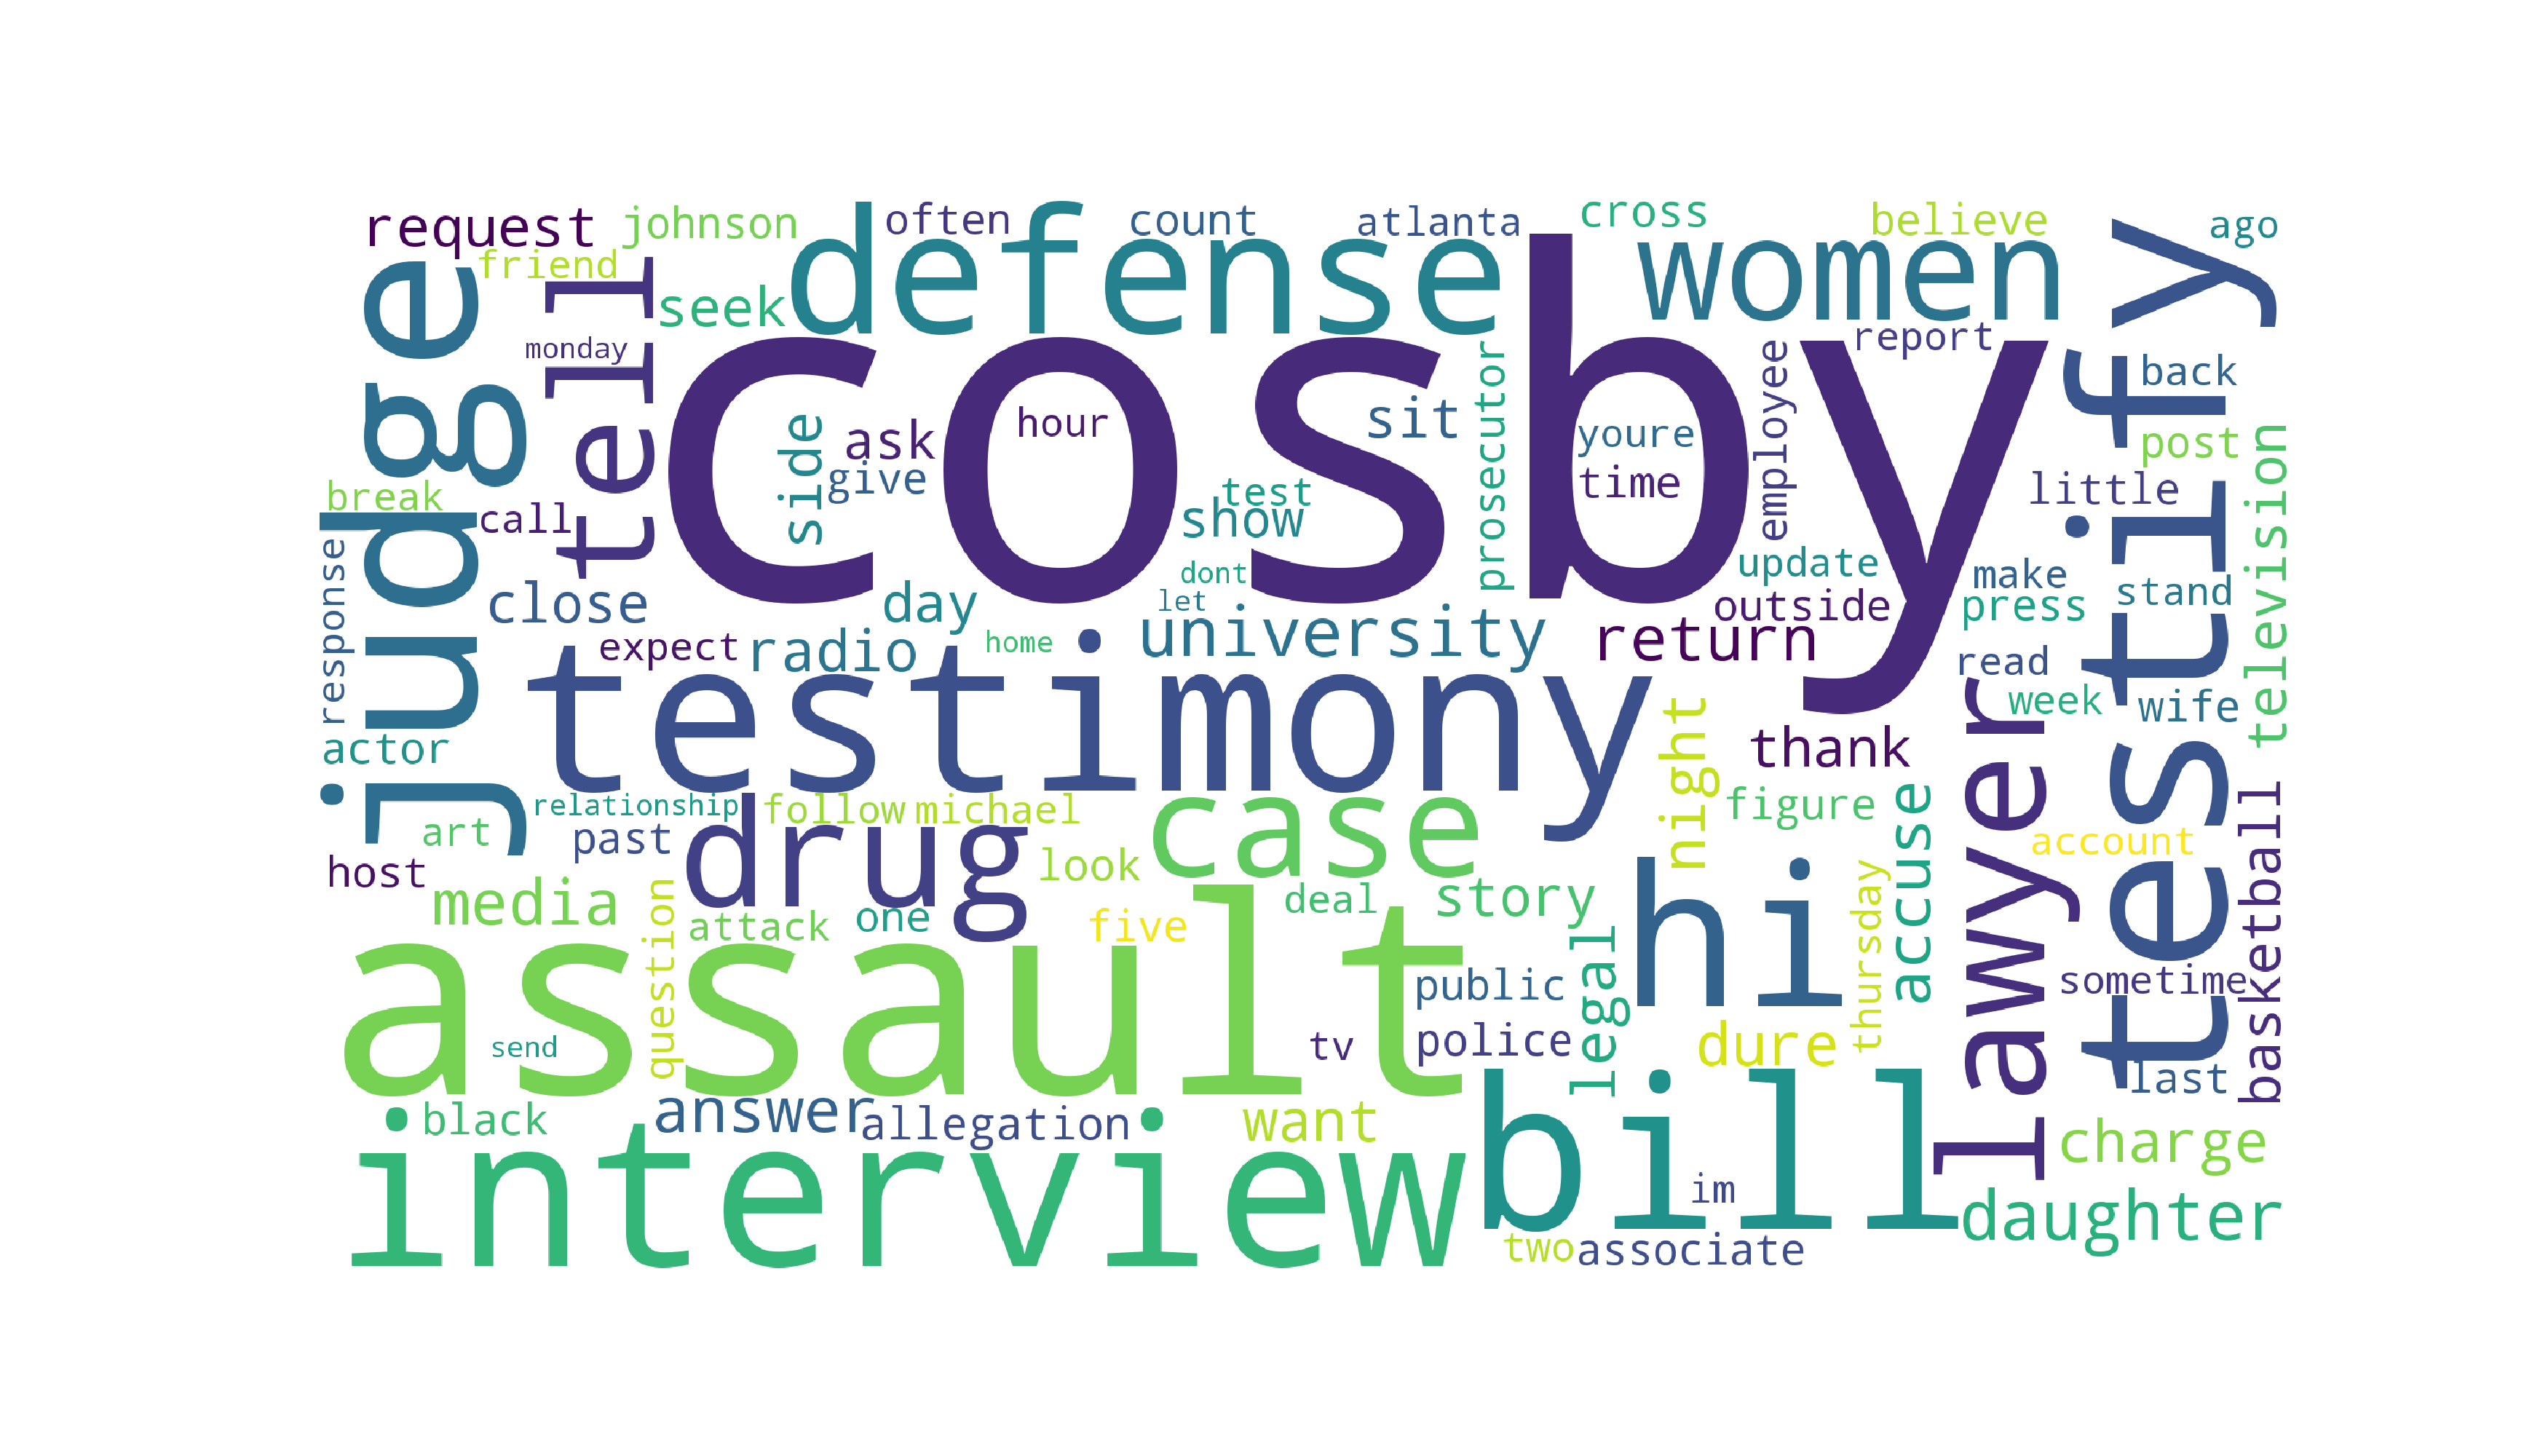 request
johnson
often
count
atlanta
cross
believe
ago
friend
defense
women
seek
tell
judge
cosby
testify
monday
report
prosecutor
employee
back
side
ask
hour
sit
youre
post
television
give
time
little
break
call
test
show
response
close
day
dont
let
update
make
stand
outside
press
expect
radio
home
university
return
read
week
wife
testimony
actor
night
thank
lawyer
relationship
follow
michael
case
figure
accuse
basketball
art
past
drug
look
account
host
media
question
attack
one
five
deal
story
hi
thursday
legal
assault
public
sometime
send
tv
police
dure
last
black
answer
allegation
want
bill
charge
interview
im
daughter
two
associate